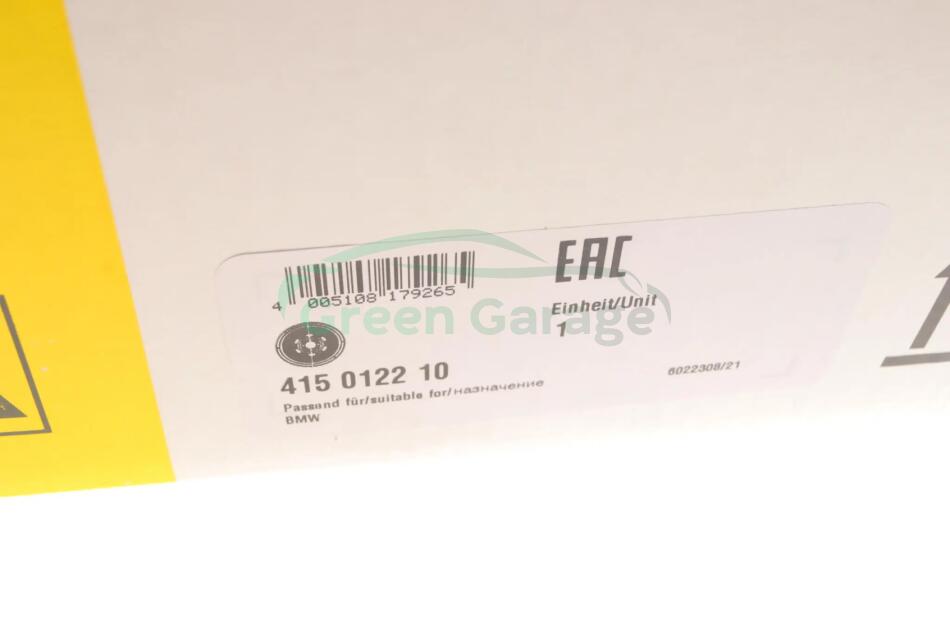 EAC
4 005108 179265
Einheit/Unit
1
Green Garage
415 0122 10
6022308/21
Passend für/suitable for/назначение
BMW